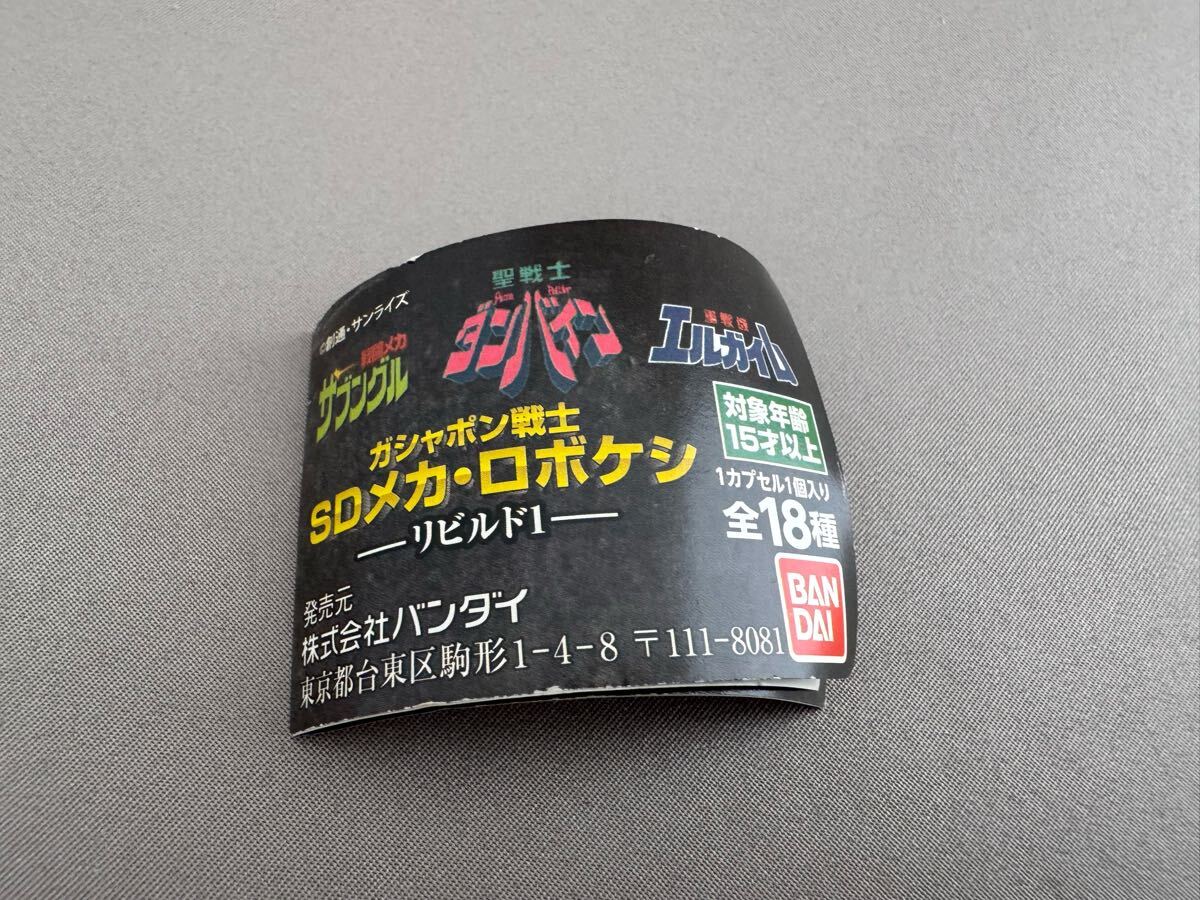 ©創通・サンライズ
戦闘メカ
ザブングル
聖戦士
ダンバイン
重戦機
エルガイム
ガシャポン戦士
SDメカ・ロボケシ
リビルド1
対象年齢
15才以上
1カプセル1個入り
全18種
発売元
株式会社バンダイ
東京都台東区駒形1-4-8 〒111-8081
BAN
DAI